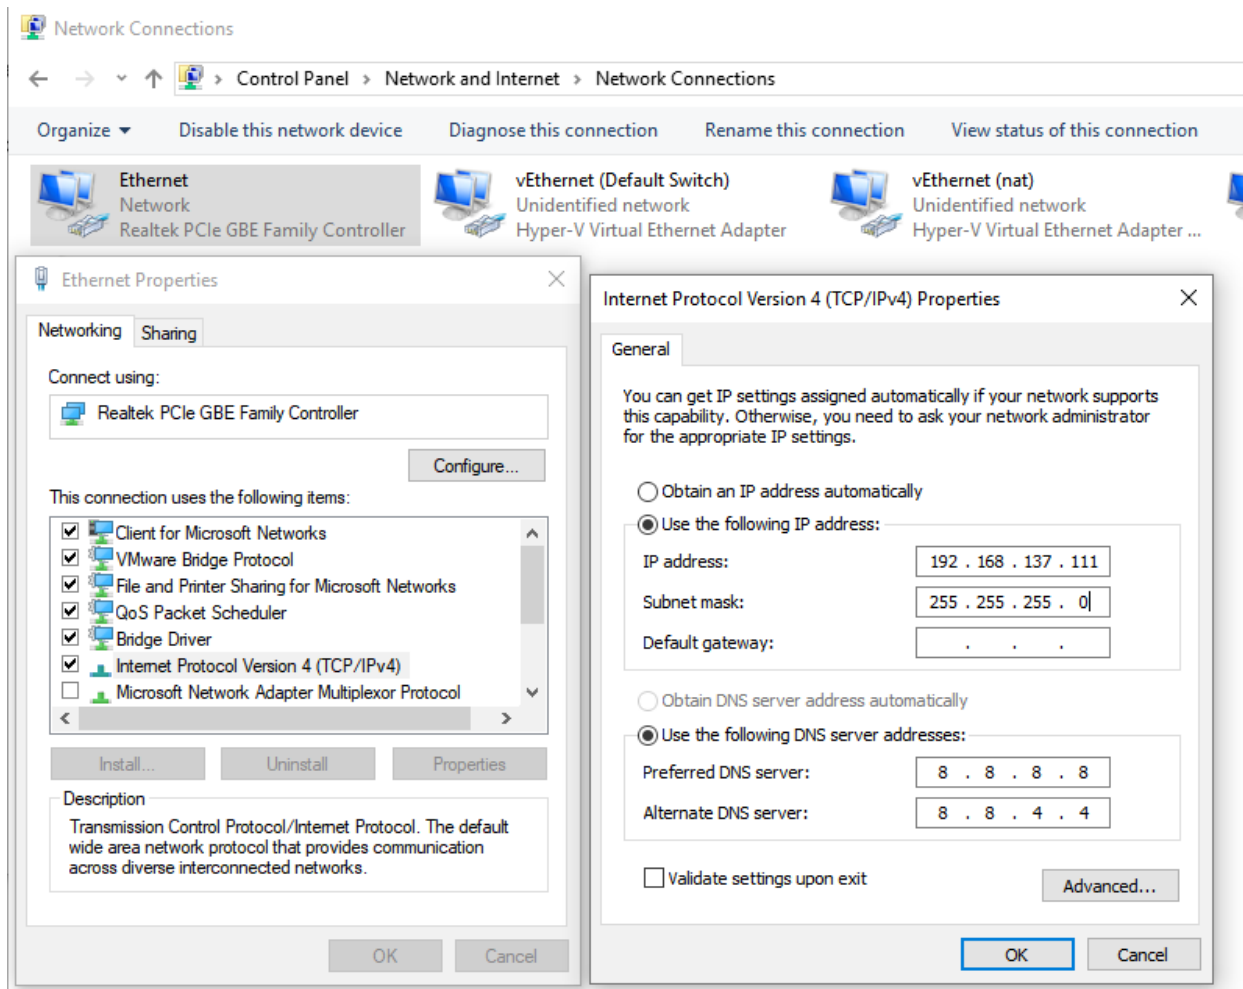 Network Connections
Control Panel > Network and Internet > Network Connections
Organize Disable this network device Diagnose this connection Rename this connection View status of this connection
Ethernet
Network
Realtek PCIe GBE Family Controller
vEthernet (Default Switch)
Unidentified network
Hyper-V Virtual Ethernet Adapter
vEthernet (nat)
Unidentified network
Hyper-V Virtual Ethernet Adapter ...
Ethernet Properties
Networking Sharing
Connect using:
Realtek PCIe GBE Family Controller
Configure...
This connection uses the following items:
Client for Microsoft Networks
VMware Bridge Protocol
File and Printer Sharing for Microsoft Networks
QoS Packet Scheduler
Bridge Driver
Internet Protocol Version 4 (TCP/IPv4)
Microsoft Network Adapter Multiplexor Protocol
Install... Uninstall Properties
Description
Transmission Control Protocol/Internet Protocol. The default
wide area network protocol that provides communication
across diverse interconnected networks.
OK Cancel
Internet Protocol Version 4 (TCP/IPv4) Properties
General
You can get IP settings assigned automatically if your network supports
this capability. Otherwise, you need to ask your network administrator
for the appropriate IP settings.
Obtain an IP address automatically
Use the following IP address:
IP address: 192 . 168 . 137 . 111
Subnet mask: 255 . 255 . 255 . 0
Default gateway: . . .
Obtain DNS server address automatically
Use the following DNS server addresses:
Preferred DNS server: 8 . 8 . 8 . 8
Alternate DNS server: 8 . 8 . 4 . 4
Validate settings upon exit
Advanced...
OK Cancel